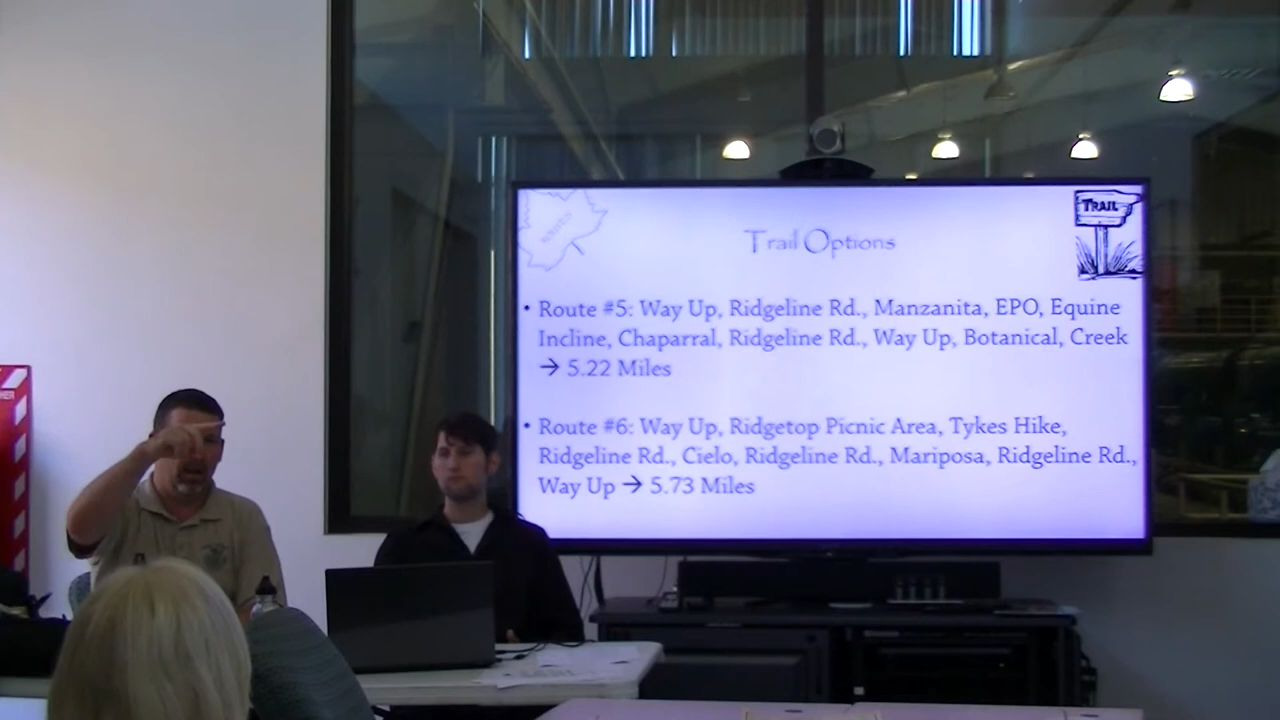 Trail Options
TRAIL
• Route #5: Way Up, Ridgeline Rd., Manzanita, EPO, Equine
Incline, Chaparral, Ridgeline Rd., Way Up, Botanical, Creek
→ 5.22 Miles
• Route #6: Way Up, Ridgetop Picnic Area, Tykes Hike,
Ridgeline Rd., Cielo, Ridgeline Rd., Mariposa, Ridgeline Rd.,
Way Up → 5.73 Miles